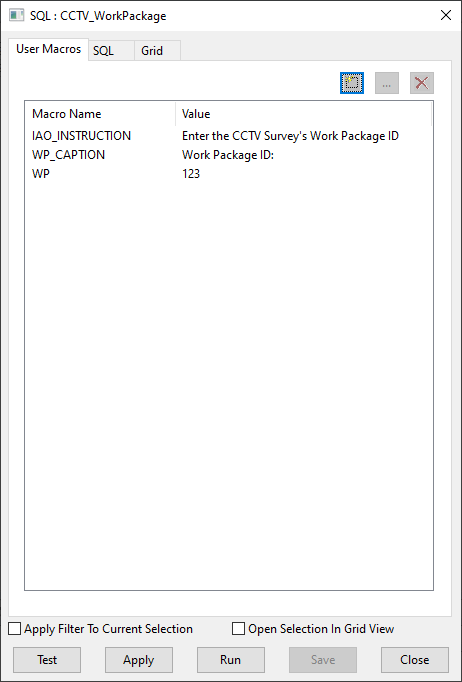 SQL : CCTV_WorkPackage
User Macros SQL Grid
...
Macro Name Value
IAO_INSTRUCTION Enter the CCTV Survey's Work Package ID
WP_CAPTION Work Package ID:
WP 123
Apply Filter To Current Selection Open Selection In Grid View
Test Apply Run Save Close